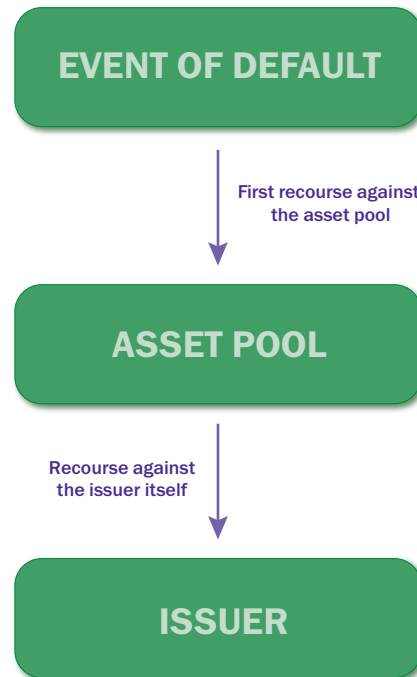 EVENT OF DEFAULT
First recourse against
the asset pool
ASSET POOL
Recourse against
the issuer itself
ISSUER